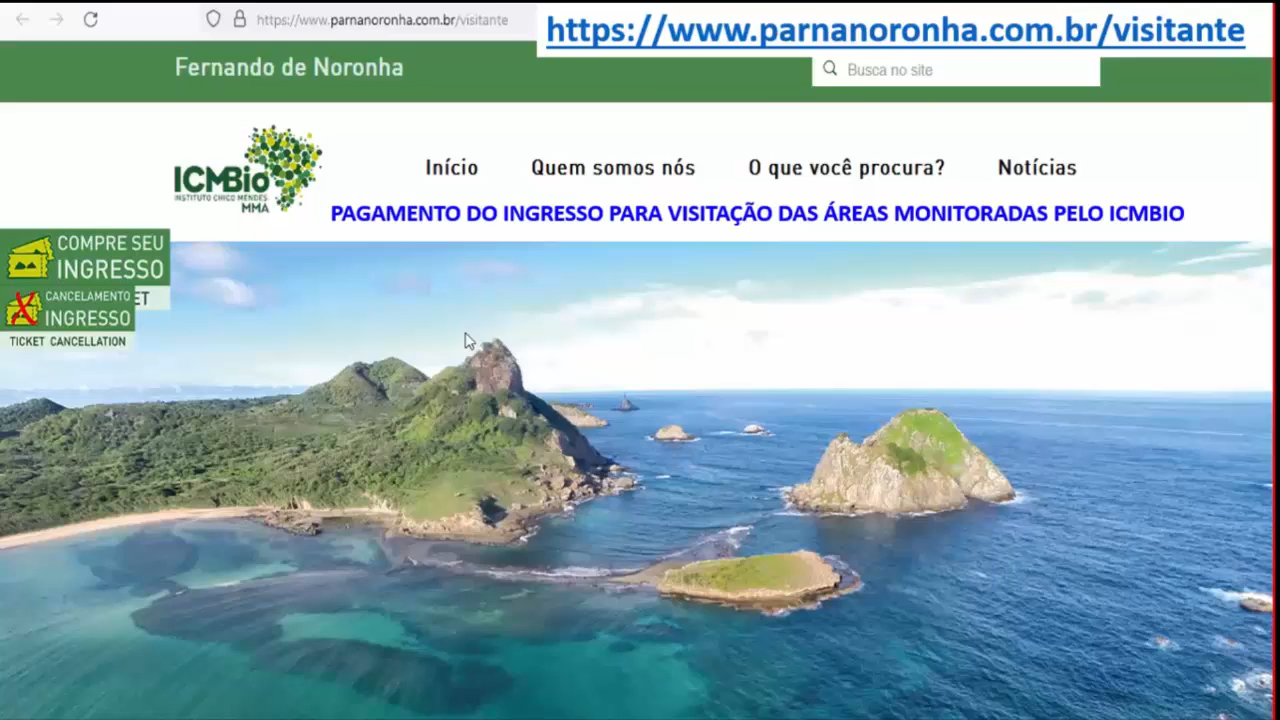 https://www.parnanoronha.com.br/visitante
https://www.parnanoronha.com.br/visitante
Fernando de Noronha
Busca no site
ICMBio
INSTITUTO CHICO MENDES
MMA
Início
Quem somos nós
O que você procura?
Notícias
PAGAMENTO DO INGRESSO PARA VISITAÇÃO DAS ÁREAS MONITORADAS PELO ICMBIO
COMPRE SEU
INGRESSO
CANCELAMENTO
ET
INGRESSO
TICKET CANCELLATION